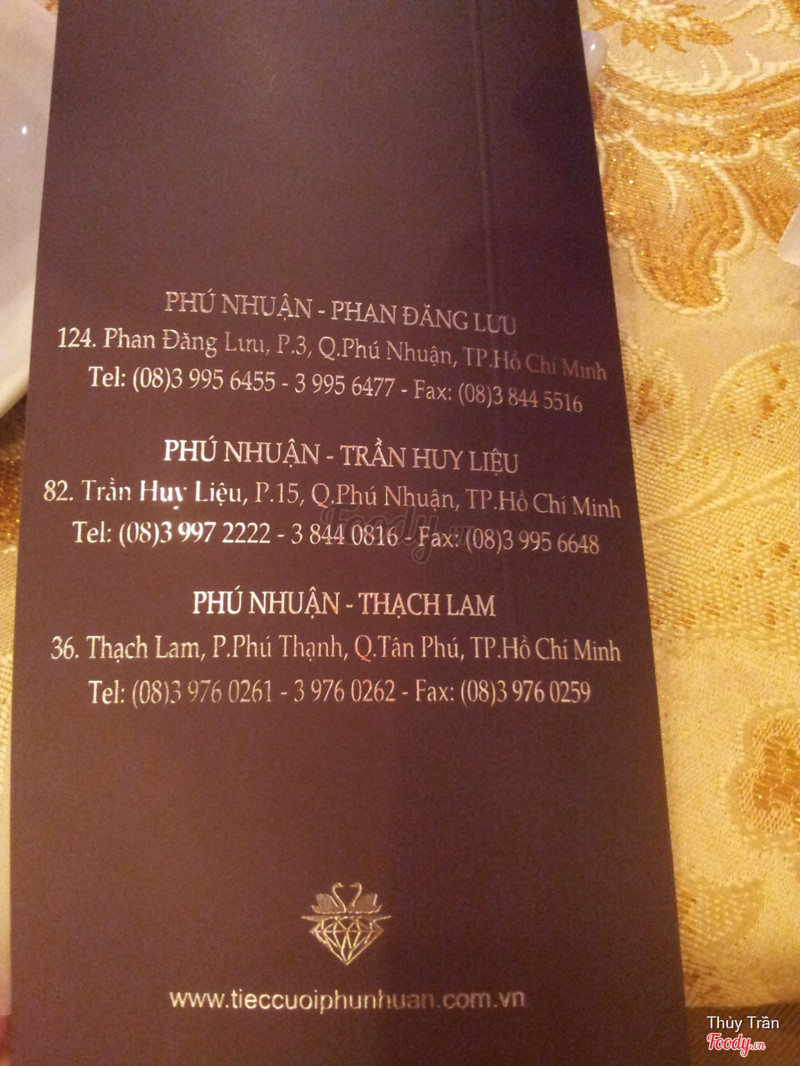 PHÚ NHUẬN - PHAN ĐĂNG LƯU
124. Phan Đăng Lưu, P.3, Q.Phú Nhuận, TP.Hồ Chí Minh
Tel: (08)3 995 6455 - 3 995 6477 - Fax: (08)3 844 5516
PHÚ NHUẬN - TRẦN HUY LIỆU
82. Trần Huy Liệu, P.15, Q.Phú Nhuận, TP.Hồ Chí Minh
Tel: (08)3 997 2222 - 3 844 0816 - Fax: (08)3 995 6648
Foody.vn
PHÚ NHUẬN - THẠCH LAM
36. Thạch Lam, P.Phú Thạnh, Q.Tân Phú, TP.Hồ Chí Minh
Tel: (08)3 976 0261 - 3 976 0262 - Fax: (08)3 976 0259
www.tieccuoiphunhuan.com.vn
Thủy Trần
Foody.vn